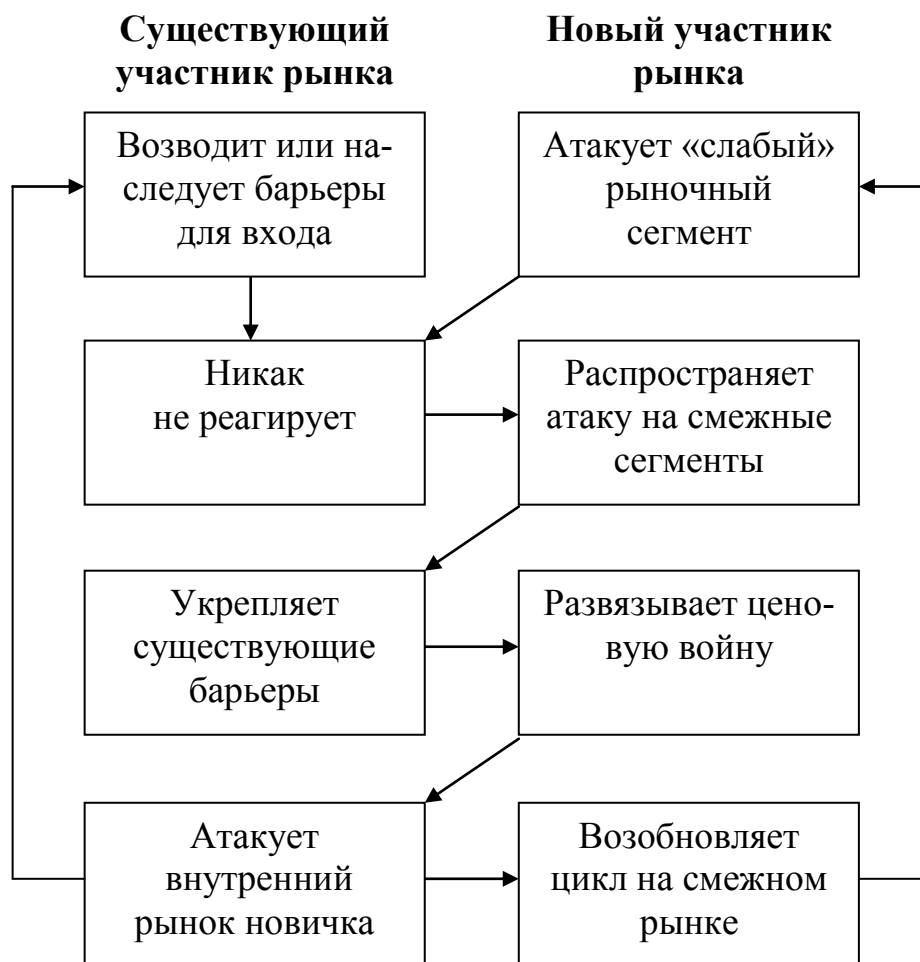 Существующий
участник рынка
Новый участник
рынка
Возводит или на-
следует барьеры
для входа
Атакует «слабый»
рыночный
сегмент
Никак
не реагирует
Распространяет
атаку на смежные
сегменты
Укрепляет
существующие
барьеры
Развязывает цено-
вую войну
Атакует
внутренний
рынок новичка
Возобновляет
цикл на смежном
рынке